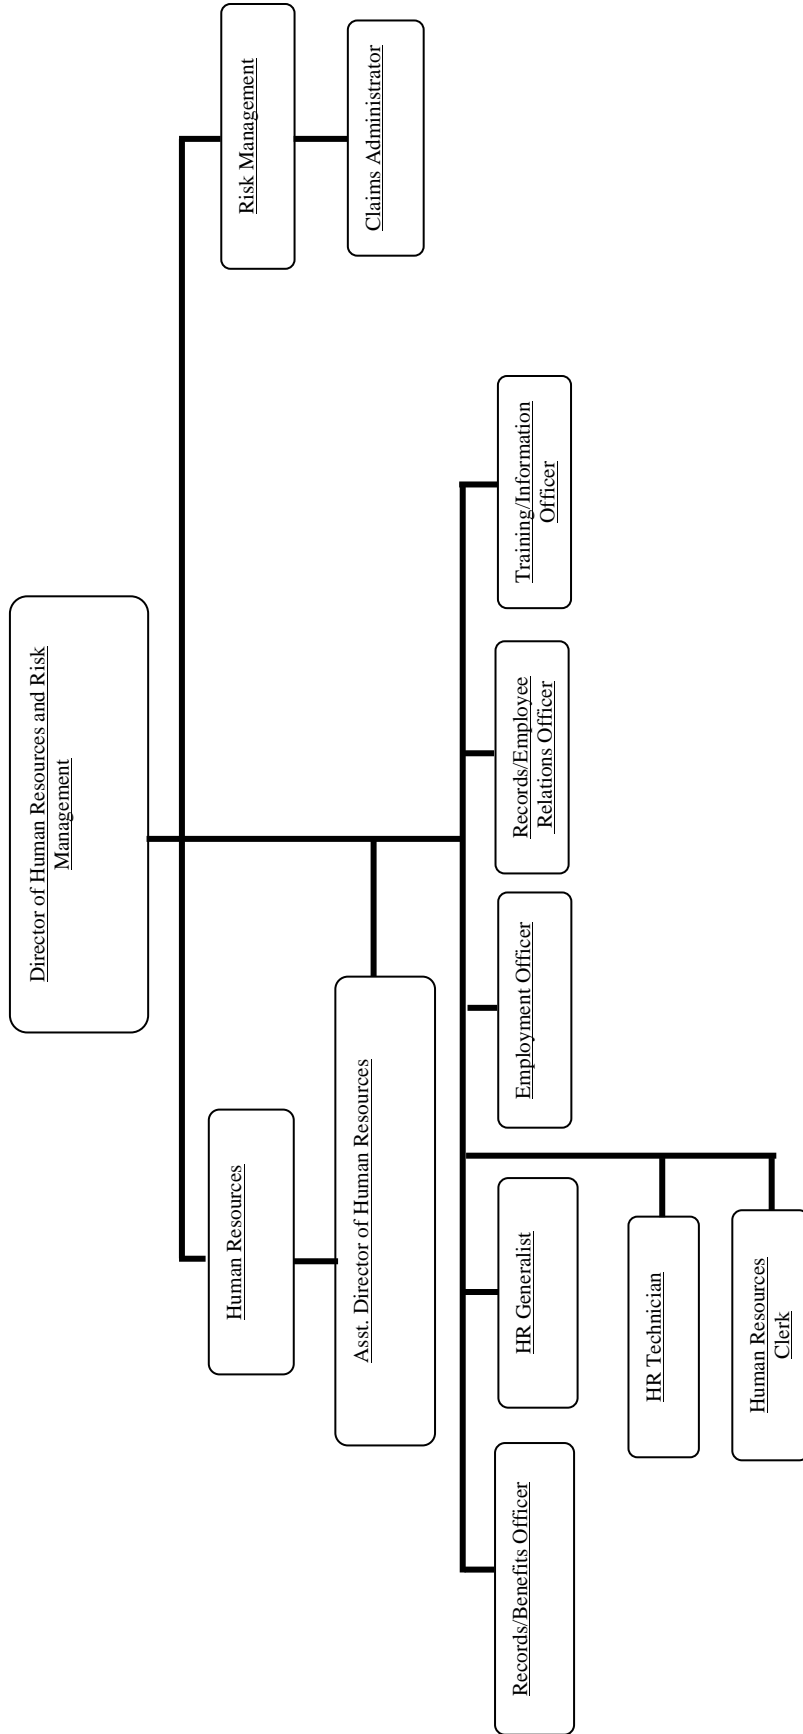 Director of Human Resources and Risk
Management
Human Resources
Risk Management
Asst. Director of Human Resources
Claims Administrator
Records/Benefits Officer
HR Generalist
Employment Officer
Records/Employee
Relations Officer
Training/Information
Officer
HR Technician
Human Resources
Clerk